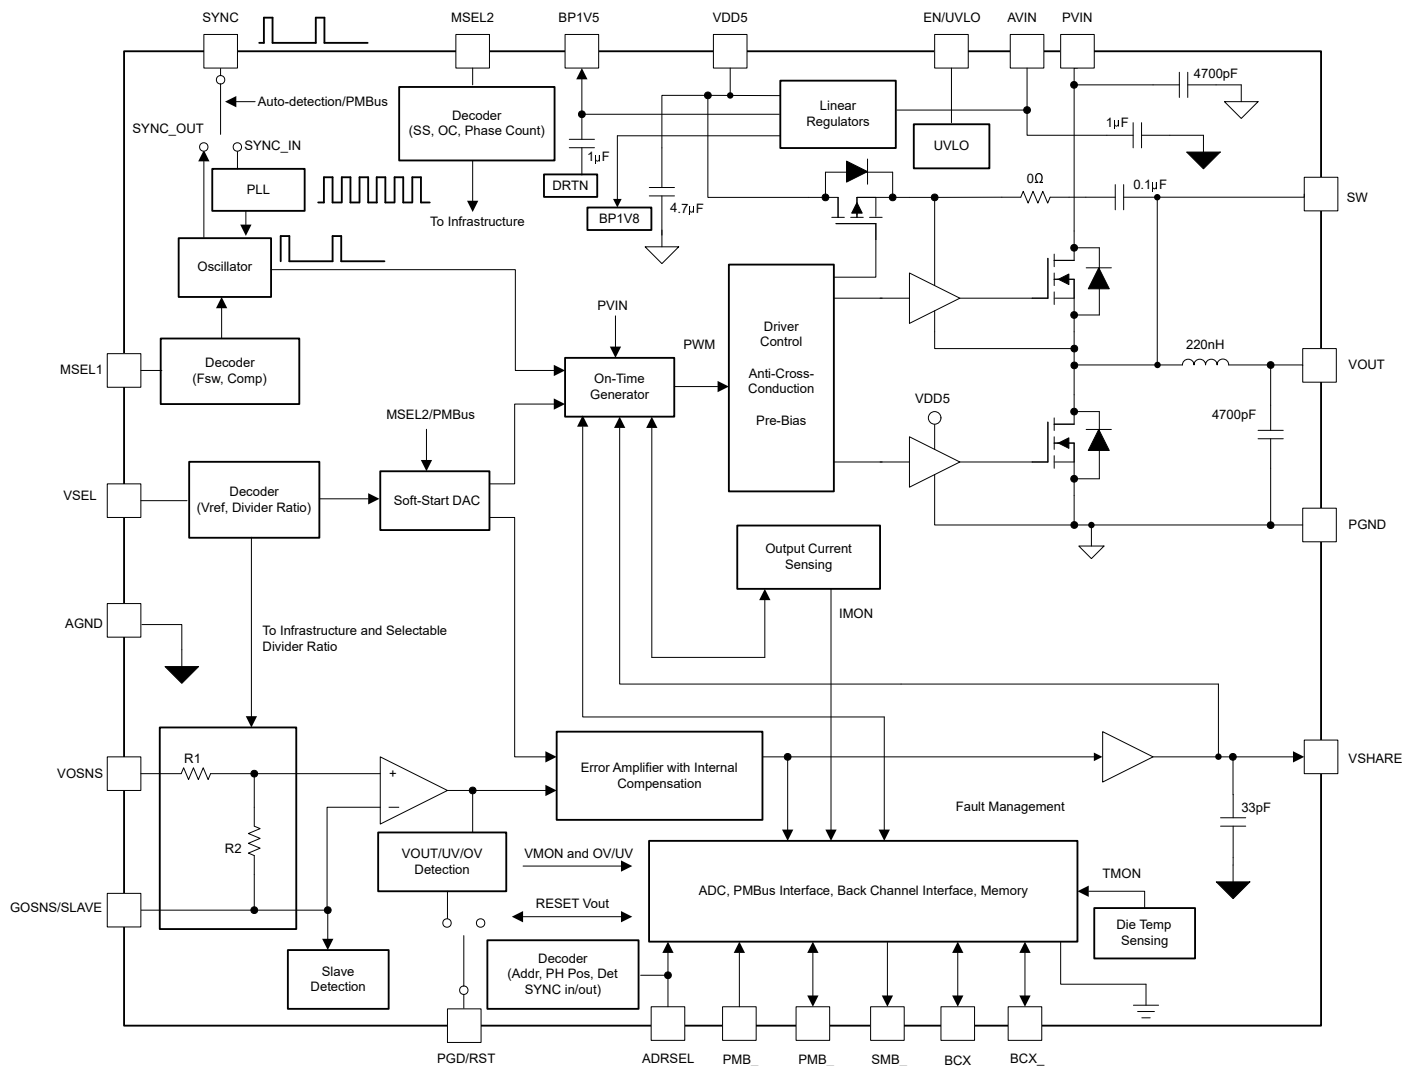 SYNC
MSEL2
BP1V5
VDD5
EN/UVLO
AVIN
PVIN
4700pF
Auto-detection/PMBus
Decoder
(SS, OC, Phase Count)
Linear
Regulators
SYNC_OUT
SYNC_IN
1µF
UVLO
1µF
PLL
DRTN
4.7µF
BP1V8
0Ω
0.1µF
SW
To Infrastructure
Oscillator
PVIN
PWM
Driver
Control
Anti-Cross-
Conduction
Pre-Bias
220nH
VOUT
MSEL1
Decoder
(Fsw, Comp)
On-Time
Generator
VDD5
4700pF
MSEL2/PMBus
VSEL
Decoder
(Vref, Divider Ratio)
Soft-Start DAC
PGND
Output Current
Sensing
IMON
AGND
To Infrastructure and Selectable
Divider Ratio
VOSNS
R1
+
−
Error Amplifier with Internal
Compensation
VSHARE
Fault Management
33pF
R2
VOUT/UV/OV
Detection
VMON and OV/UV
ADC, PMBus Interface, Back Channel Interface, Memory
TMON
GOSNS/SLAVE
RESET Vout
Die Temp
Sensing
Slave
Detection
Decoder
(Addr, PH Pos, Det
SYNC in/out)
PGD/RST
ADRSEL
PMB_
PMB_
SMB_
BCX
BCX_